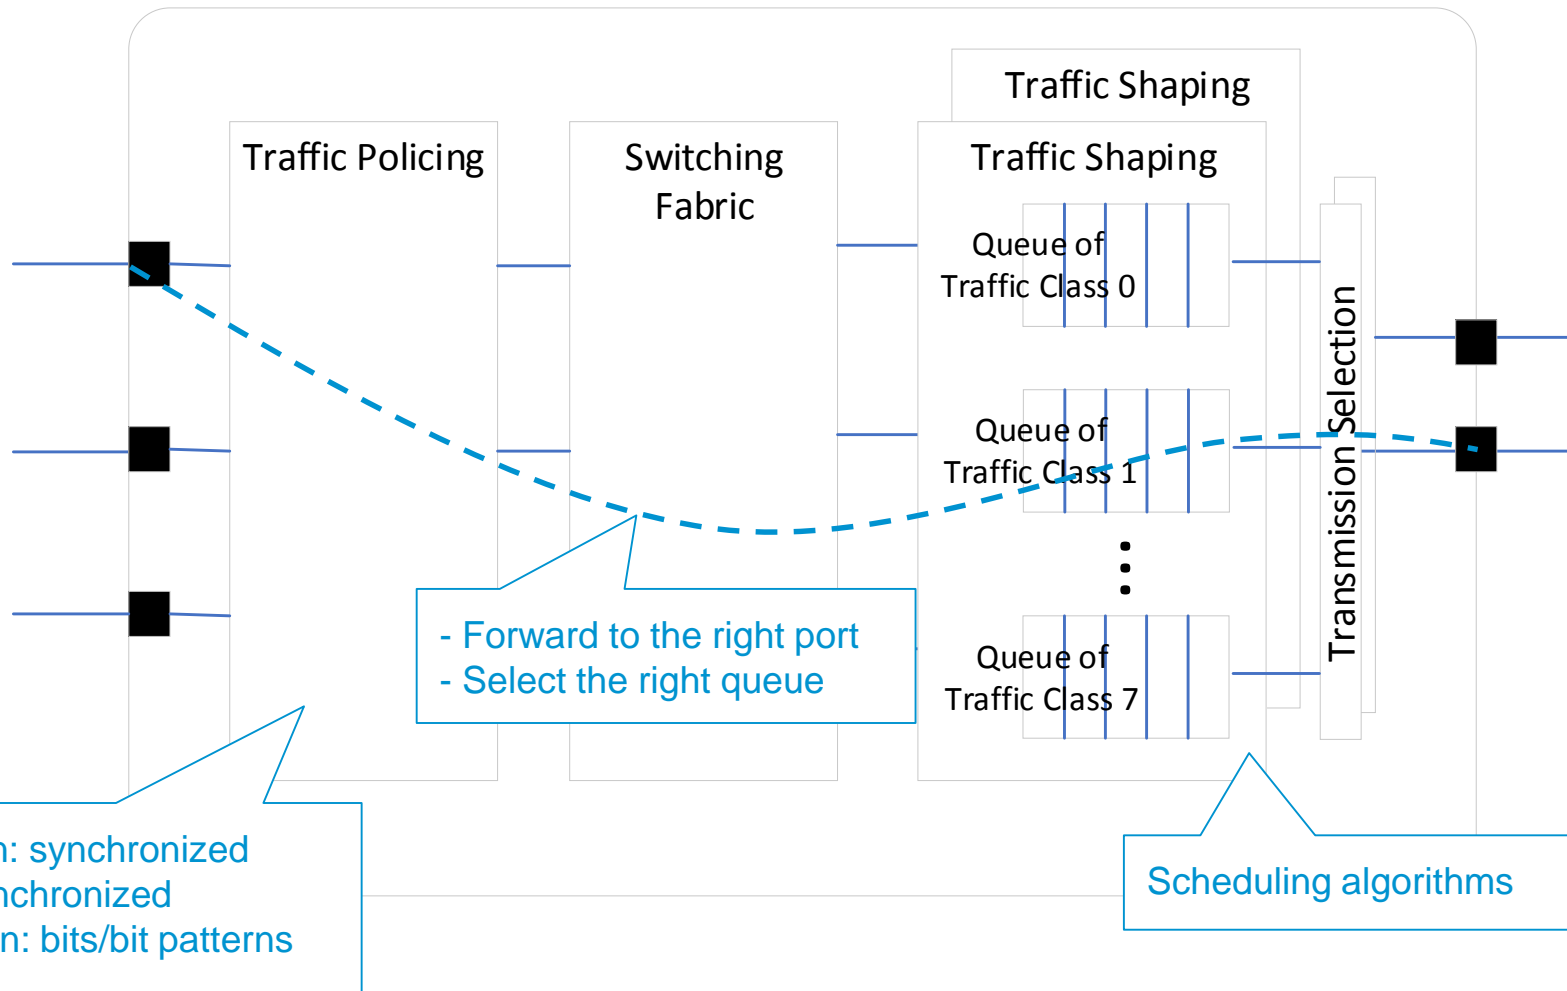 Traffic Shaping
Traffic Policing
Switching
Fabric
Traffic Shaping
Queue of
Traffic Class 0
Queue of
Traffic Class 1
Queue of
Traffic Class 7
Transmission Selection
- Forward to the right port
- Select the right queue
: synchronized
: bits/bit patterns
Scheduling algorithms